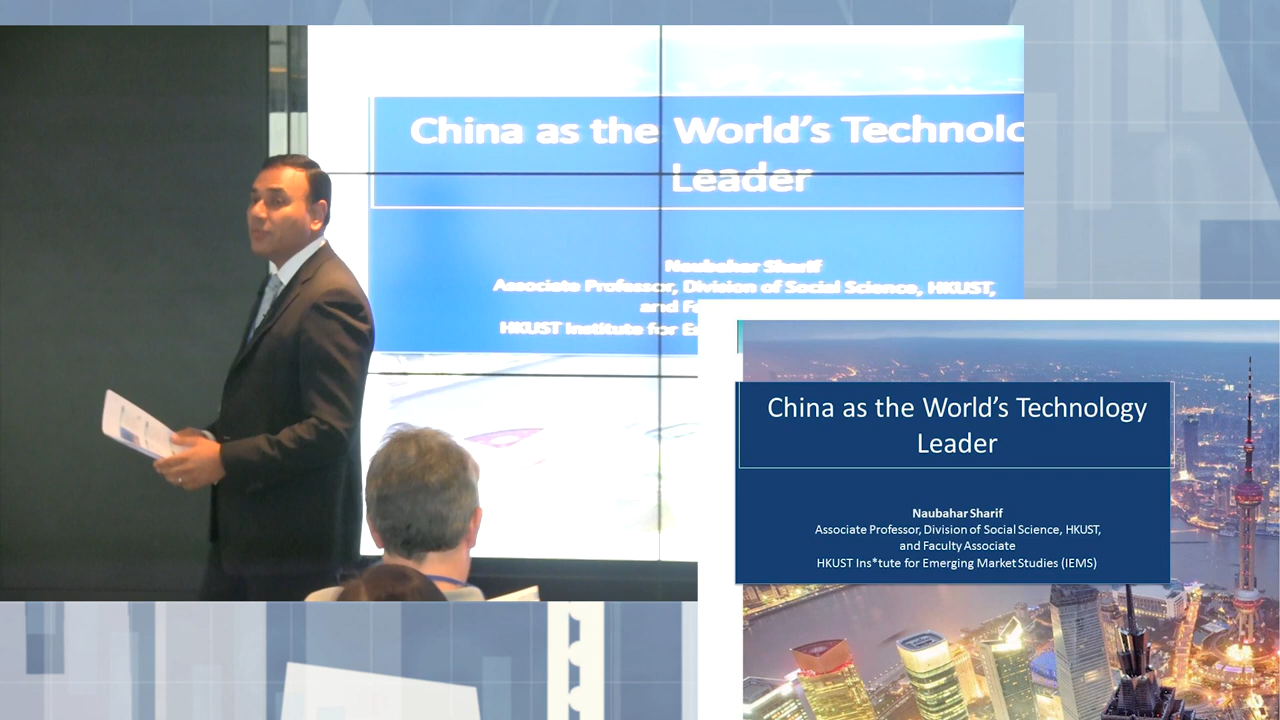 China as the World's Technolo
Leader
Naubahar Sharif
Associate Professor, Division of Social Science, HKUST,
and Fa
HKUST Institute for E
China as the World's Technology
Leader
Naubahar Sharif
Associate Professor, Division of Social Science, HKUST,
and Faculty Associate
HKUST Ins*tute for Emerging Market Studies (IEMS)